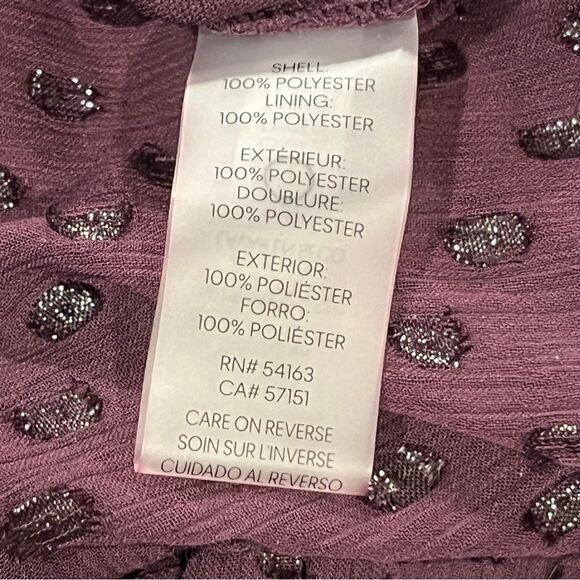 SHELL:
100% POLYESTER
LINING:
100% POLYESTER
EXTÉRIEUR:
100% POLYESTER
DOUBLURE:
100% POLYESTER
EXTERIOR:
100% POLIÉSTER
FORRO:
100% POLIÉSTER
RN# 54163
CA# 57151
CARE ON REVERSE
SOIN SUR L'INVERSE
CUIDADO AL REVERSO